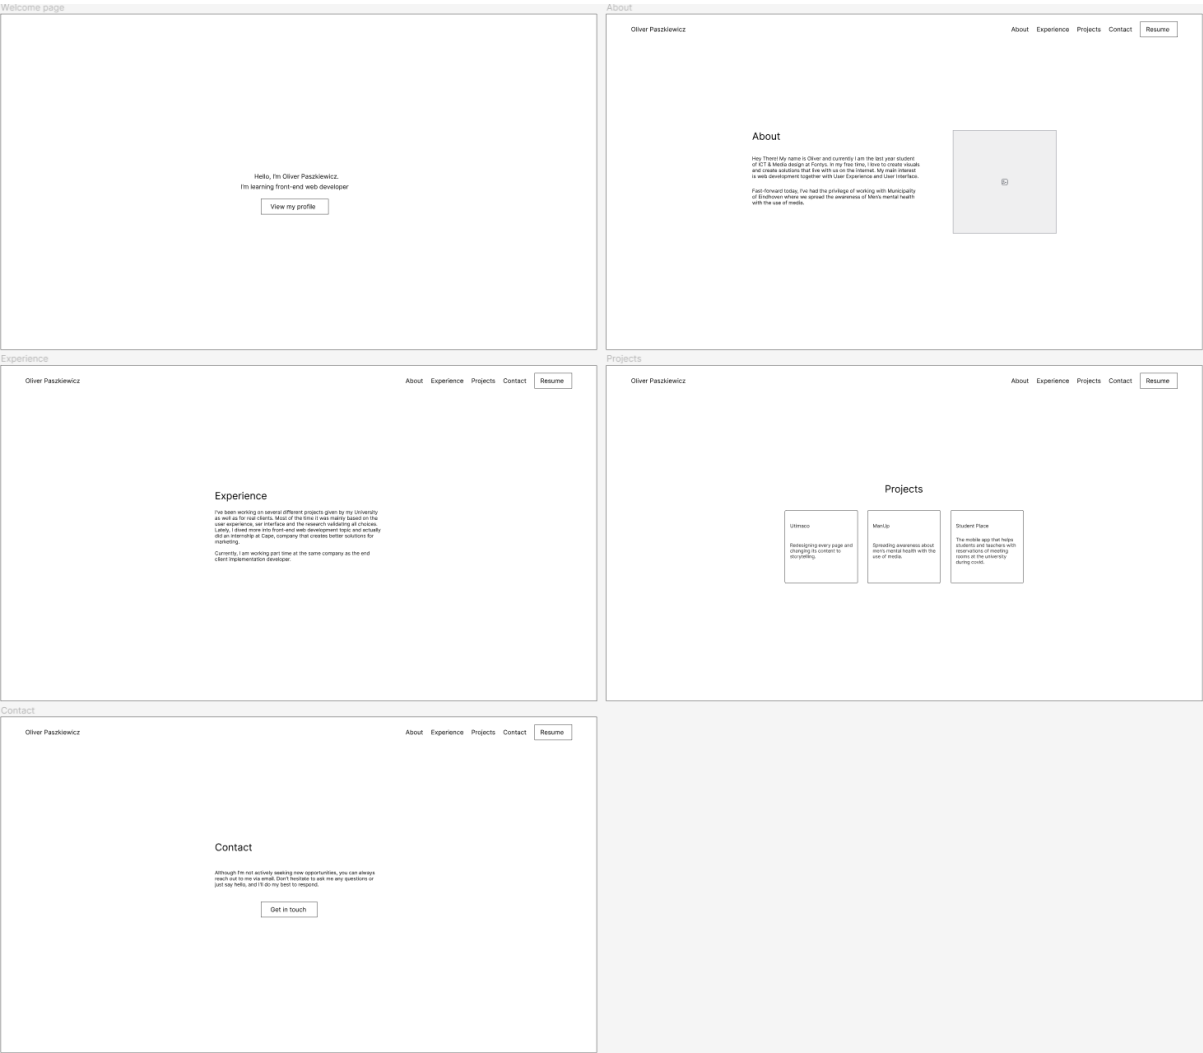 Welcome page
Hello, I'm Oliver Paszkiewicz.
I'm learning front-end web developer
View my profile
About
Oliver Paszkiewicz
About Experience Projects Contact Resume
About
Hey There! My name is Oliver and currently I am the last year student
of ICT & Media design at Fontys. In my free time, I love to create visuals
and create solutions that live with us on the Internet. My main interest
is web development together with User Experience and User Interface.
Fast-forward today, I've had the privilege of working with Municipality
of Eindhoven where we spread the awareness of Men's mental health
with the use of media.
Experience
Oliver Paszkiewicz
About Experience Projects Contact Resume
Experience
I've been working on several different projects given by my University
as well as for real clients. Most of the time it was mainly based on the
user experience, ser interface and the research validating all choices.
Lately, I dived more into front-end web development topic and actually
did an internship at Cape, company that creates better solutions for
marketing.
Currently, I am working part time at the same company as the end
client implementation developer.
Projects
Oliver Paszkiewicz
About Experience Projects Contact Resume
Projects
Utimaco
Redesigning every page and
changing its content to
storytelling.
ManUp
Spreading awareness about
men's mental health with the
use of media.
Student Place
The mobile app that helps
students and teachers with
reservations of meeting
rooms at the university
during covid.
Contact
Oliver Paszkiewicz
About Experience Projects Contact Resume
Contact
Although I'm not actively seeking new opportunities, you can always
reach out to me via email. Don't hesitate to ask me any questions or
just say hello, and I'll do my best to respond.
Get in touch